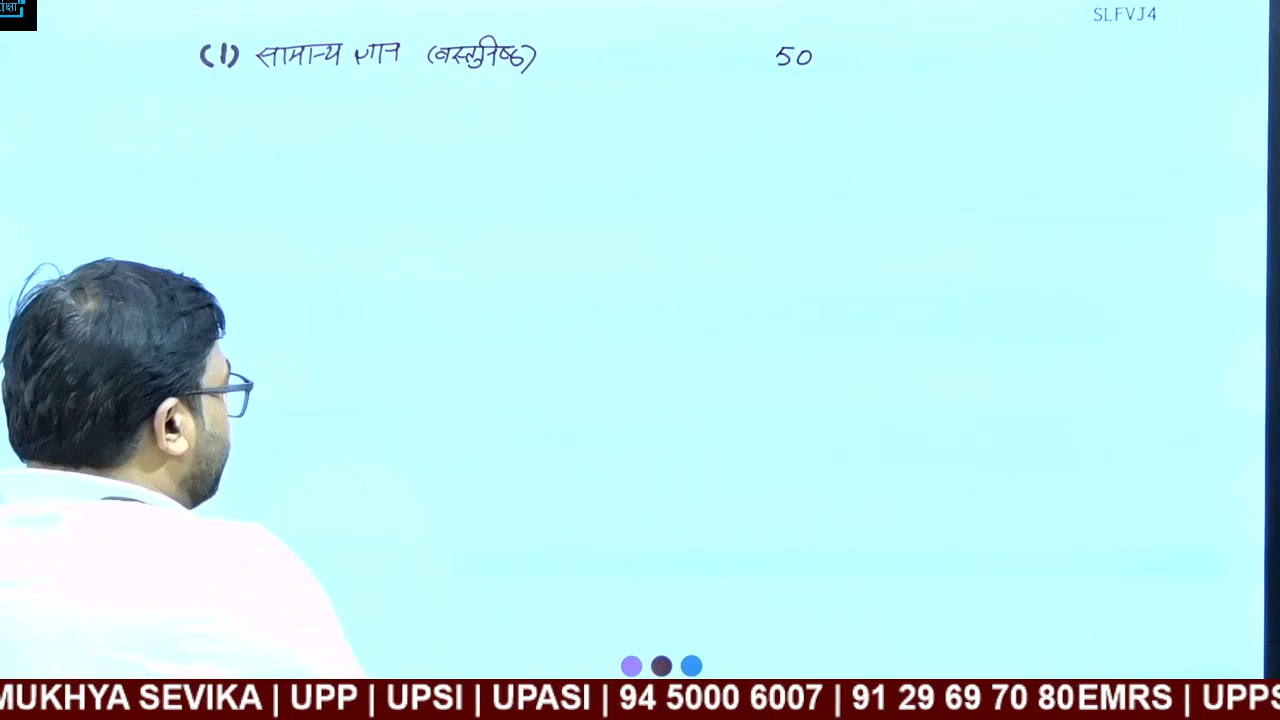 SLFVJ4
(1) सामान्य ज्ञान (वस्तुनिष्ठ) 50
MUKHYA SEVIKA | UPP | UPSI | UPASI | 94 5000 6007 | 91 29 69 70 80EMRS | UPPS